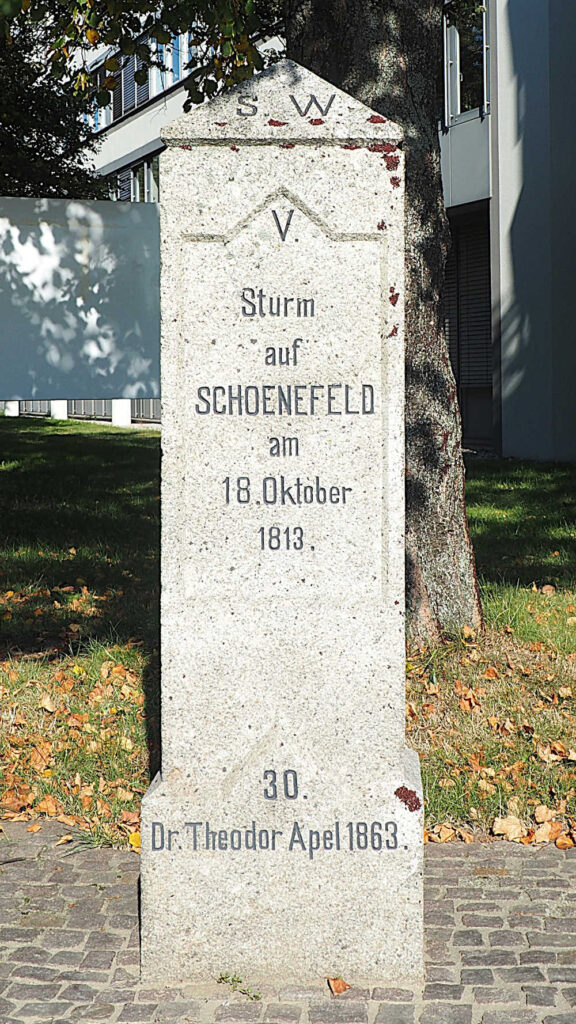 S W.
V.
Sturm
auf
SCHOENEFELD
am
18. Oktober
1813.
30.
Dr. Theodor Apel 1863.